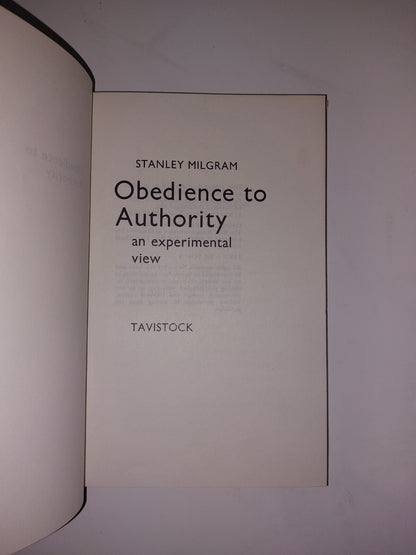 STANLEY MILGRAM
Obedience to
Authority
an experimental
view
TAVISTOCK